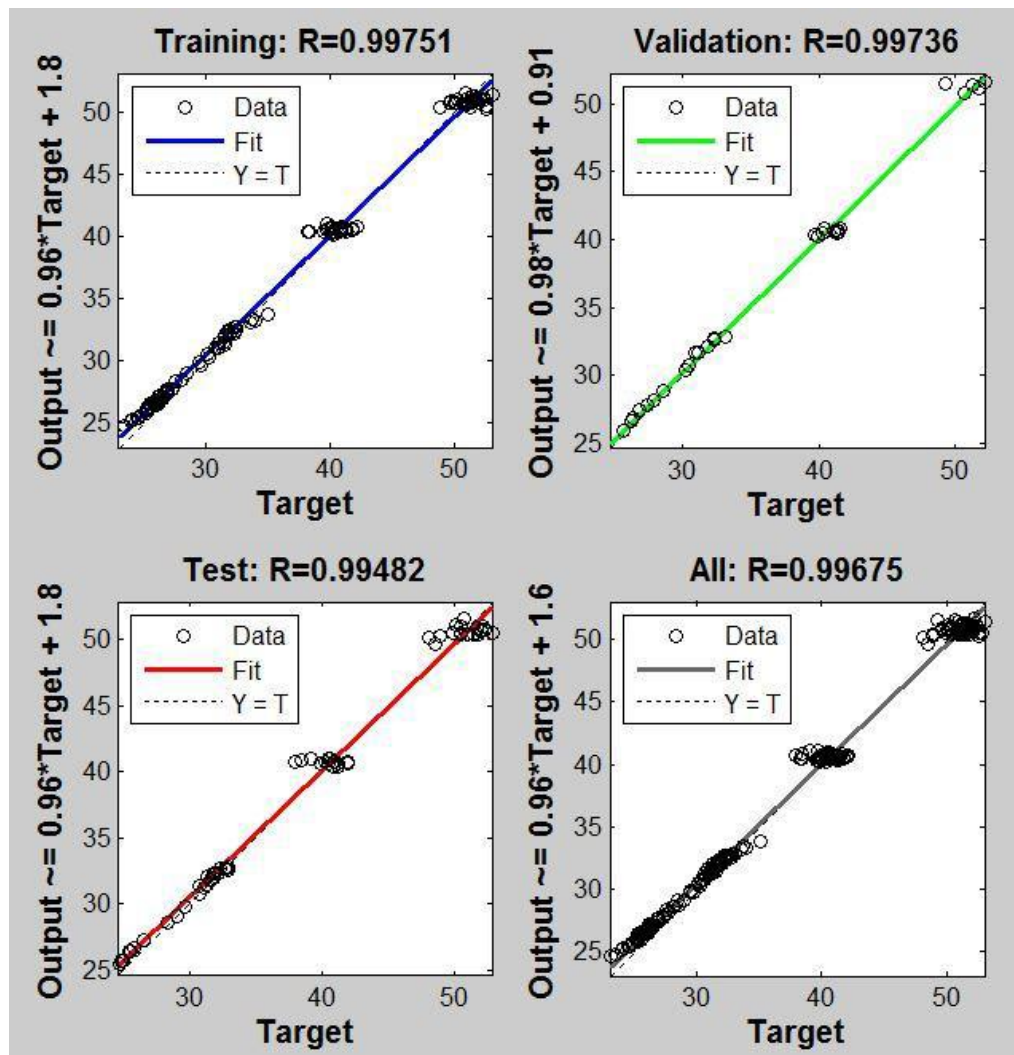 Training: R=0.99751
Output ~= 0.96*Target + 1.8
50
45
40
35
30
25
Data
Fit
Y = T
30 40 50
Target
Validation: R=0.99736
Output ~= 0.98*Target + 0.91
50
45
40
35
30
25
Data
Fit
Y = T
30 40 50
Target
Test: R=0.99482
Output ~= 0.96*Target + 1.8
50
45
40
35
30
25
Data
Fit
Y = T
30 40 50
Target
All: R=0.99675
Output ~= 0.96*Target + 1.6
50
45
40
35
30
25
Data
Fit
Y = T
30 40 50
Target